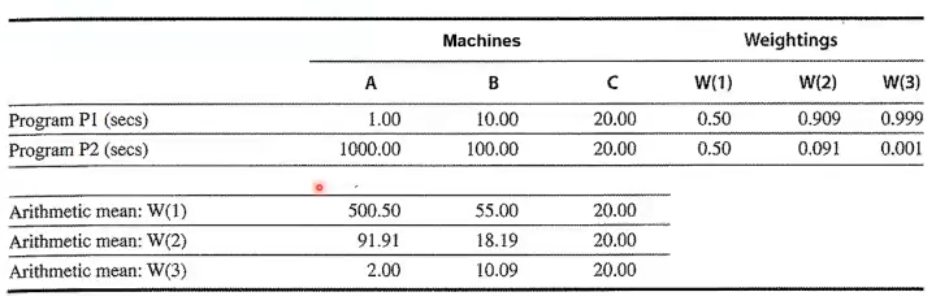 Machines Weightings
A B C W(1) W(2) W(3)
Program P1 (secs) 1.00 10.00 20.00 0.50 0.909 0.999
Program P2 (secs) 1000.00 100.00 20.00 0.50 0.091 0.001
Arithmetic mean: W(1) 500.50 55.00 20.00
Arithmetic mean: W(2) 91.91 18.19 20.00
Arithmetic mean: W(3) 2.00 10.09 20.00